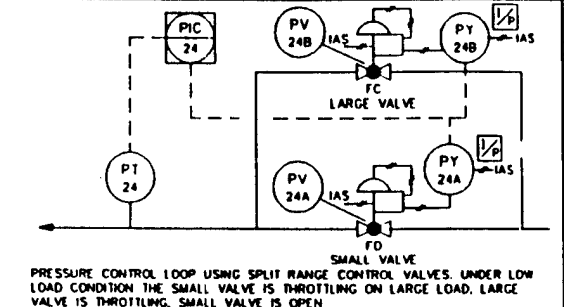 PIC
24
PV
24B
IAS
PY
24B
I/P
IAS
FC
LARGE VALVE
PT
24
PV
24A
IAS
PY
24A
I/P
IAS
FD
SMALL VALVE
PRESSURE CONTROL LOOP USING SPLIT RANGE CONTROL VALVES. UNDER LOW
LOAD CONDITION THE SMALL VALVE IS THROTTLING ON LARGE LOAD, LARGE
VALVE IS THROTTLING, SMALL VALVE IS OPEN